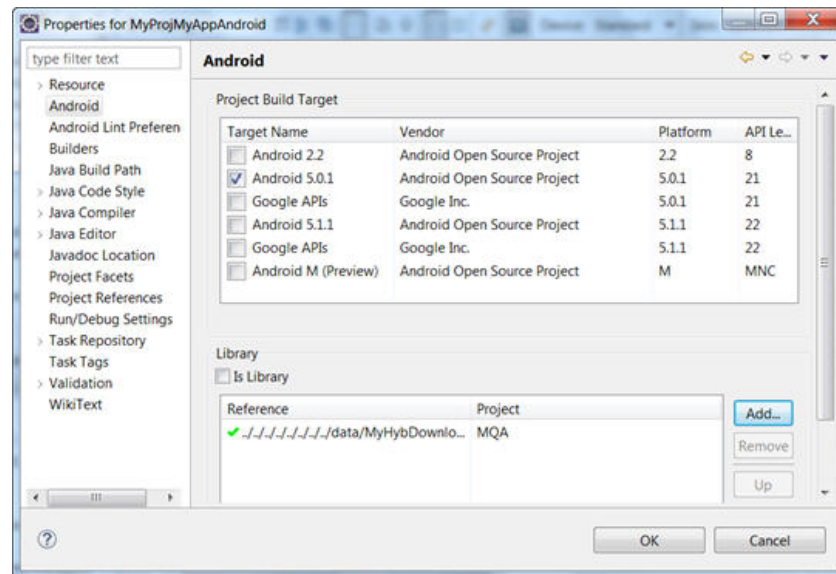 Properties for MyProjMyAppAndroid
type filter text
Resource
Android
Android Lint Preferen
Builders
Java Build Path
Java Code Style
Java Compiler
Java Editor
Javadoc Location
Project Facets
Project References
Run/Debug Settings
Task Repository
Task Tags
Validation
WikiText
Android
Project Build Target
Target Name Vendor Platform API Le...
Android 2.2 Android Open Source Project 2.2 8
Android 5.0.1 Android Open Source Project 5.0.1 21
Google APIs Google Inc. 5.0.1 21
Android 5.1.1 Android Open Source Project 5.1.1 22
Google APIs Google Inc. 5.1.1 22
Android M (Preview) Android Open Source Project M MNC
Library
Is Library
Reference Project
../../../../../../../../data/MyHybDownlo... MQA
Add...
Remove
Up
OK Cancel